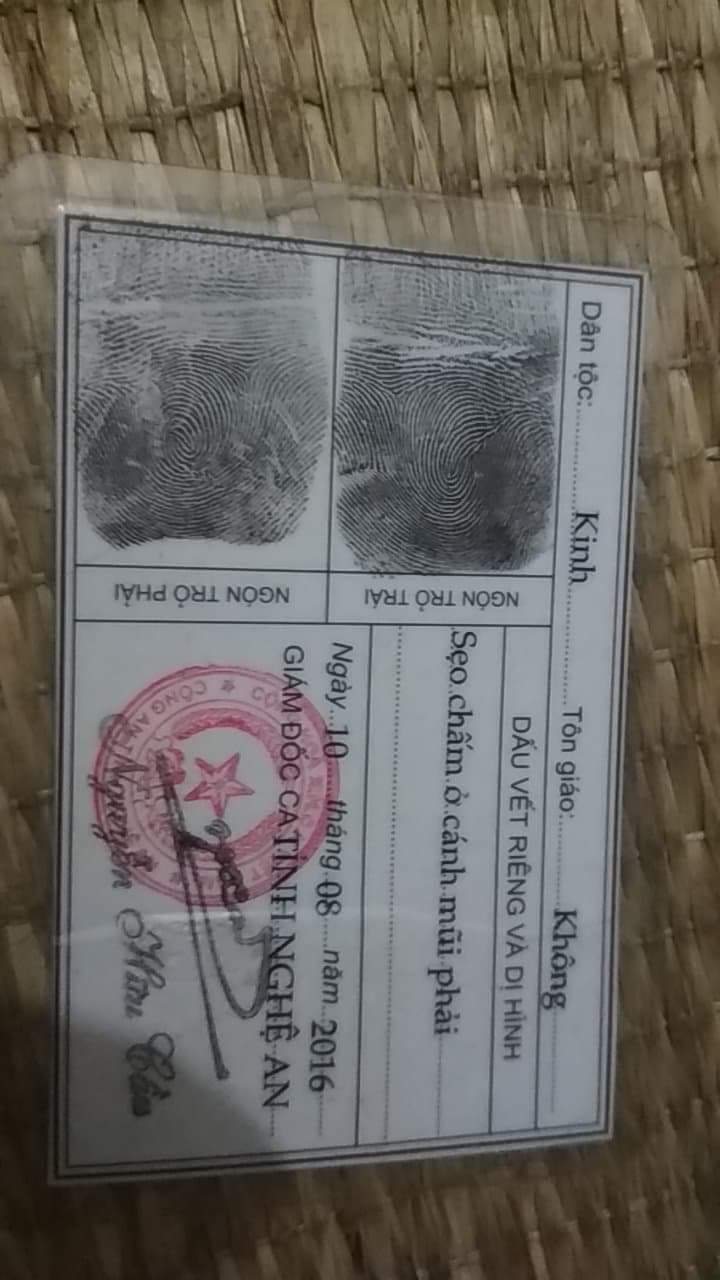 Dân tộc: Kinh Tôn giáo: Không
NGÓN TRỎ TRÁI
NGÓN TRỎ PHẢI
DẤU VẾT RIÊNG VÀ DỊ HÌNH
Sẹo chấm ở cánh mũi phải
Ngày 10 tháng 08 năm 2016
GIÁM ĐỐC CA TỈNH NGHỆ AN
CÔNG AN
Nguyễn Hữu Cầu